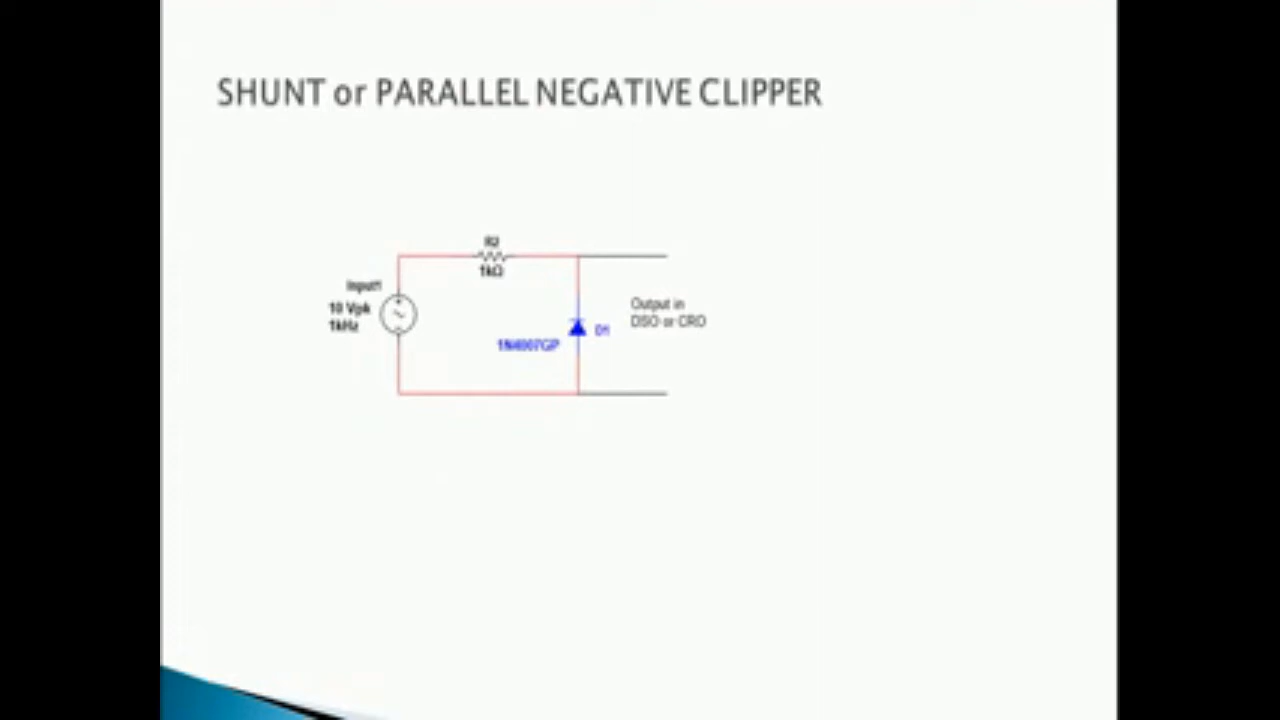 SHUNT or PARALLEL NEGATIVE CLIPPER
R2
1kΩ
Input1
10 Vpk
1kHz
Output in
DSO or CRO
D1
1N4007GP